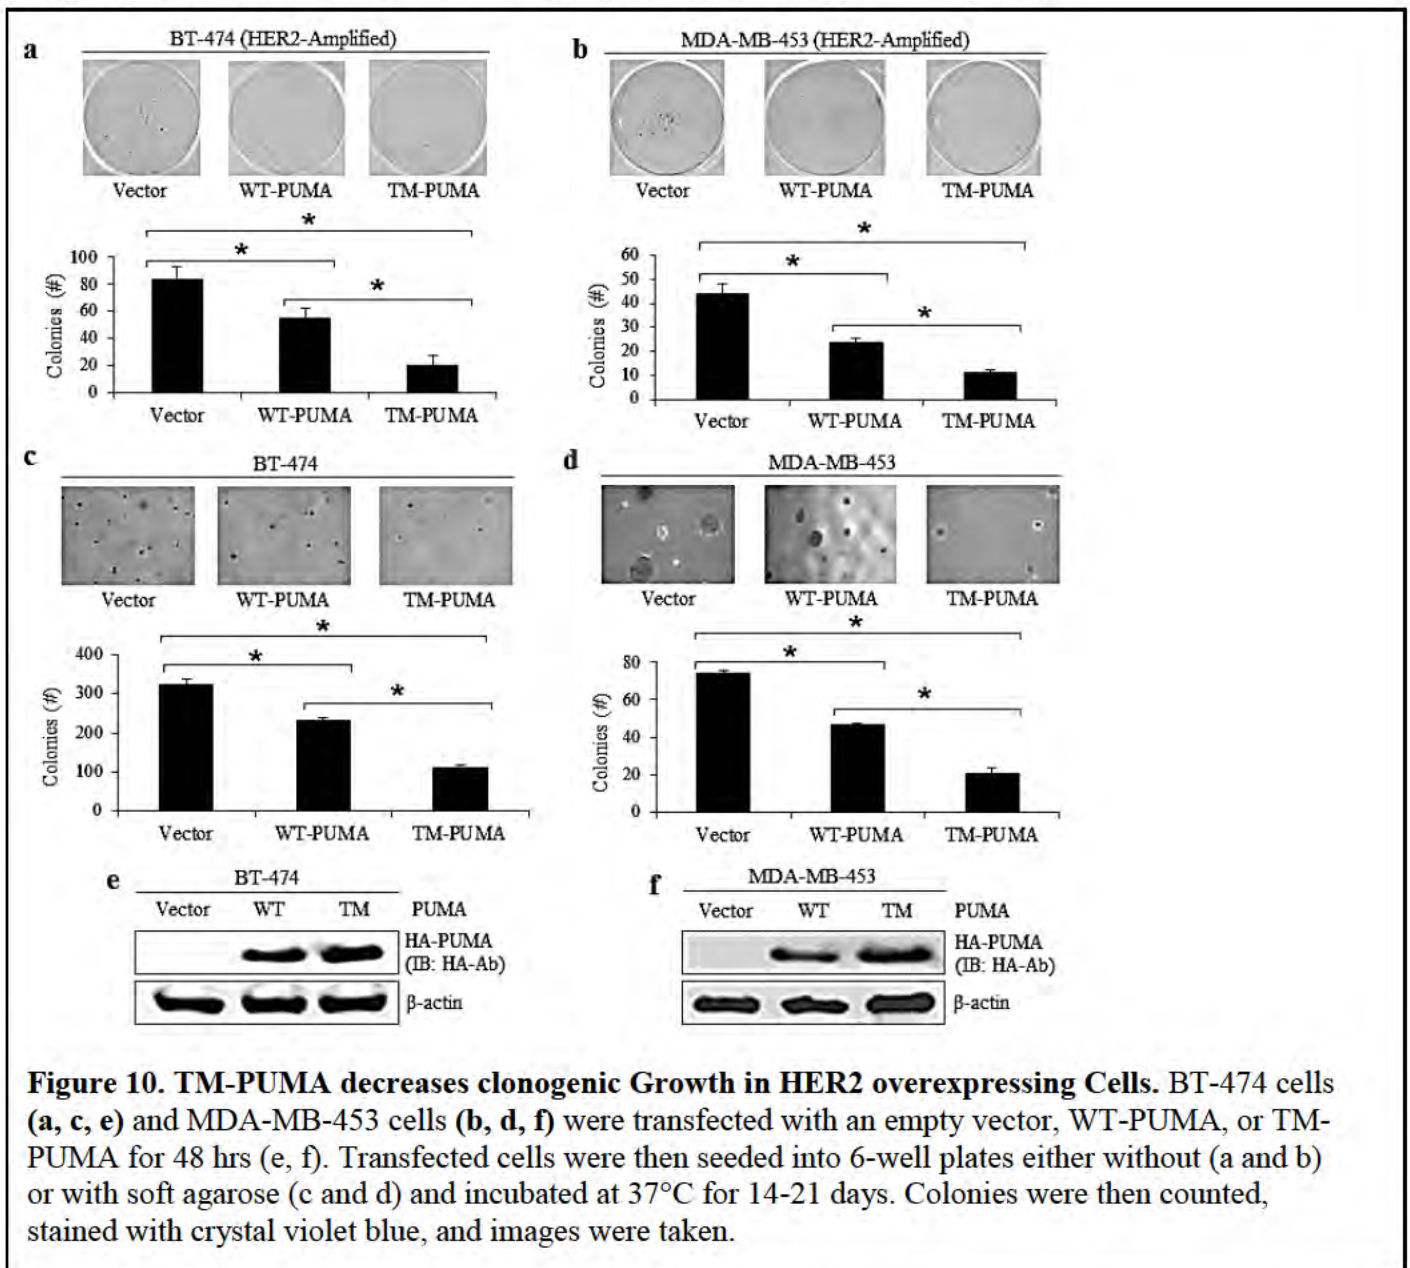 a
BT-474 (HER2-Amplified)
Vector WT-PUMA TM-PUMA
*
*
*
Colonies (#)
100
80
60
40
20
0
Vector WT-PUMA TM-PUMA
b
MDA-MB-453 (HER2-Amplified)
Vector WT-PUMA TM-PUMA
*
*
*
Colonies (#)
60
50
40
30
20
10
0
Vector WT-PUMA TM-PUMA
c
BT-474
Vector WT-PUMA TM-PUMA
*
*
*
Colonies (#)
400
300
200
100
0
Vector WT-PUMA TM-PUMA
d
MDA-MB-453
Vector WT-PUMA TM-PUMA
*
*
*
Colonies (#)
80
60
40
20
0
Vector WT-PUMA TM-PUMA
e
BT-474
Vector WT TM PUMA
HA-PUMA
(IB: HA-Ab)
β-actin
f
MDA-MB-453
Vector WT TM PUMA
HA-PUMA
(IB: HA-Ab)
β-actin
Figure 10. TM-PUMA decreases clonogenic Growth in HER2 overexpressing Cells. BT-474 cells
(a, c, e) and MDA-MB-453 cells (b, d, f) were transfected with an empty vector, WT-PUMA, or TM-
PUMA for 48 hrs (e, f). Transfected cells were then seeded into 6-well plates either without (a and b)
or with soft agarose (c and d) and incubated at 37°C for 14-21 days. Colonies were then counted,
stained with crystal violet blue, and images were taken.